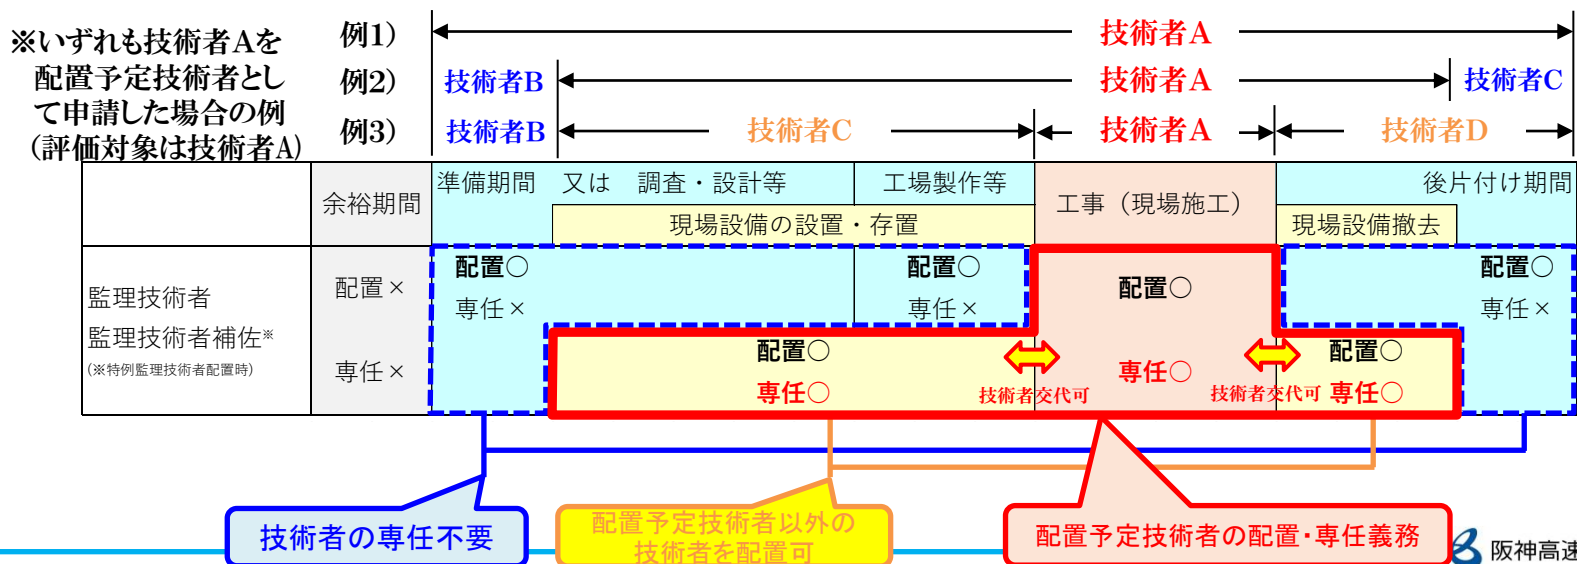 ※いずれも技術者Aを
配置予定技術者とし
て申請した場合の例
(評価対象は技術者A)
例1)
技術者A
例2)
技術者B
技術者A
技術者C
例3)
技術者B
技術者C
技術者A
技術者D
余裕期間
準備期間 又は 調査・設計等
工場製作等
工事（現場施工）
後片付け期間
現場設備の設置・存置
現場設備撤去
監理技術者
監理技術者補佐※
(※特例監理技術者配置時)
配置×
専任×
配置○
専任×
配置○
専任×
配置○
専任○
配置○
専任×
配置○
専任○
技術者交代可
技術者交代可
配置○
専任○
技術者の専任不要
配置予定技術者以外の
技術者を配置可
配置予定技術者の配置・専任義務
阪神高速